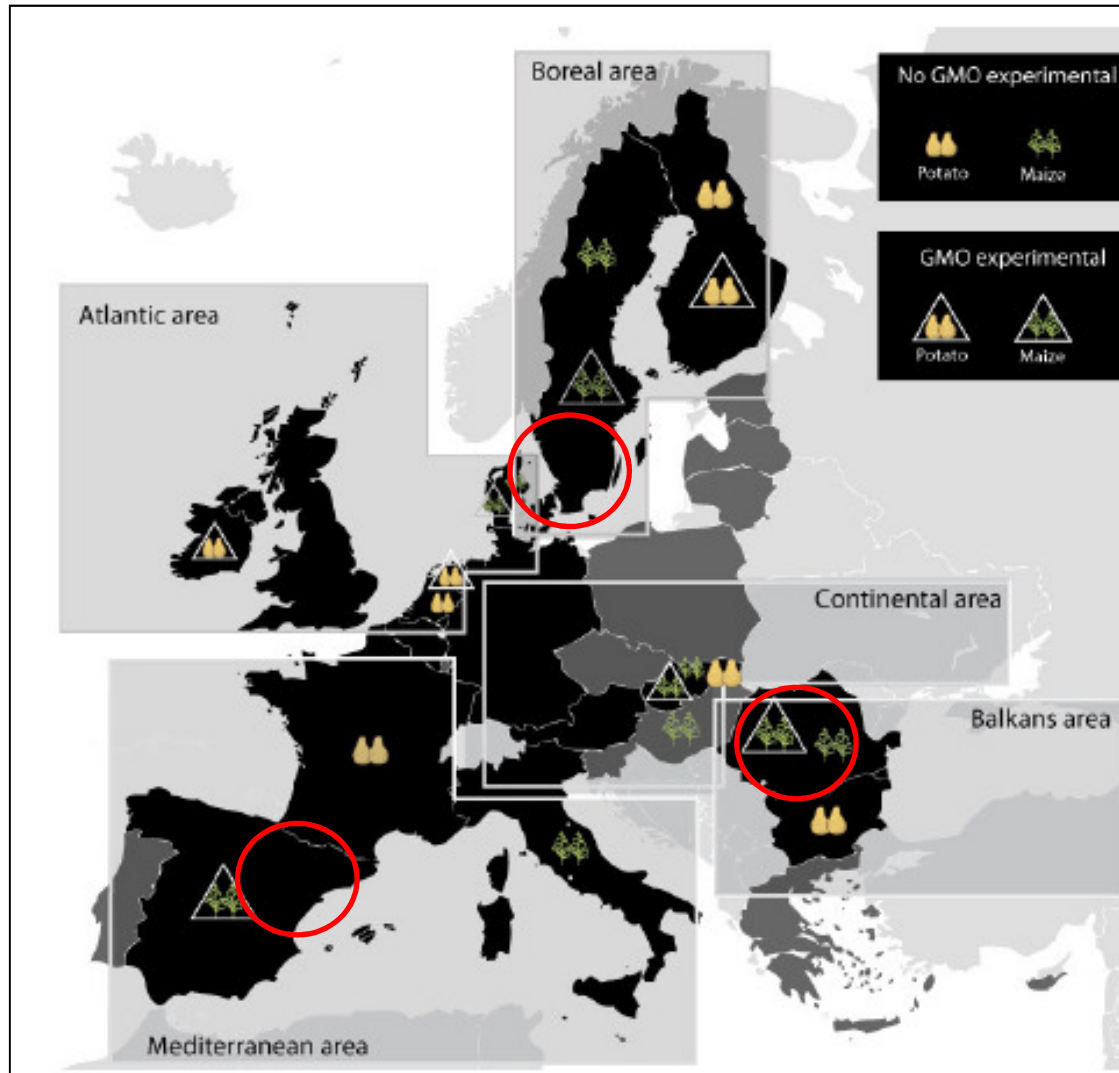 Boreal area
No GMO experimental
Potato Maize
GMO experimental
Potato Maize
Atlantic area
Continental area
Balkans area
Mediterranean area